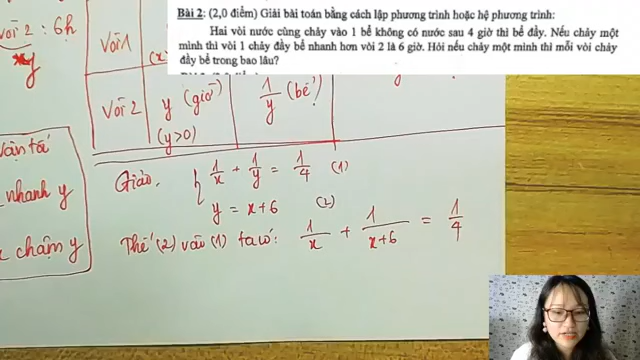 Bài 2: (2,0 điểm) Giải bài toán bằng cách lập phương trình hoặc hệ phương trình:
Hai vòi nước cùng chảy vào 1 bể không có nước sau 4 giờ thì bể đầy. Nếu chảy một
mình thì vòi 1 chảy đầy bể nhanh hơn vòi 2 là 6 giờ. Hỏi nếu chảy một mình thì mỗi vòi chảy
đầy bể trong bao lâu?
vòi 2 : 6h
y
Vòi 1
Vòi 2
y (giờ)
(y>0)
1/y (bể)
vận tốc
nhanh y
chậm y
Giải
1/x + 1/y = 1/4 (1)
y = x+6 (2)
Thế (2) vào (1) ta có: 1/x + 1/(x+6) = 1/4